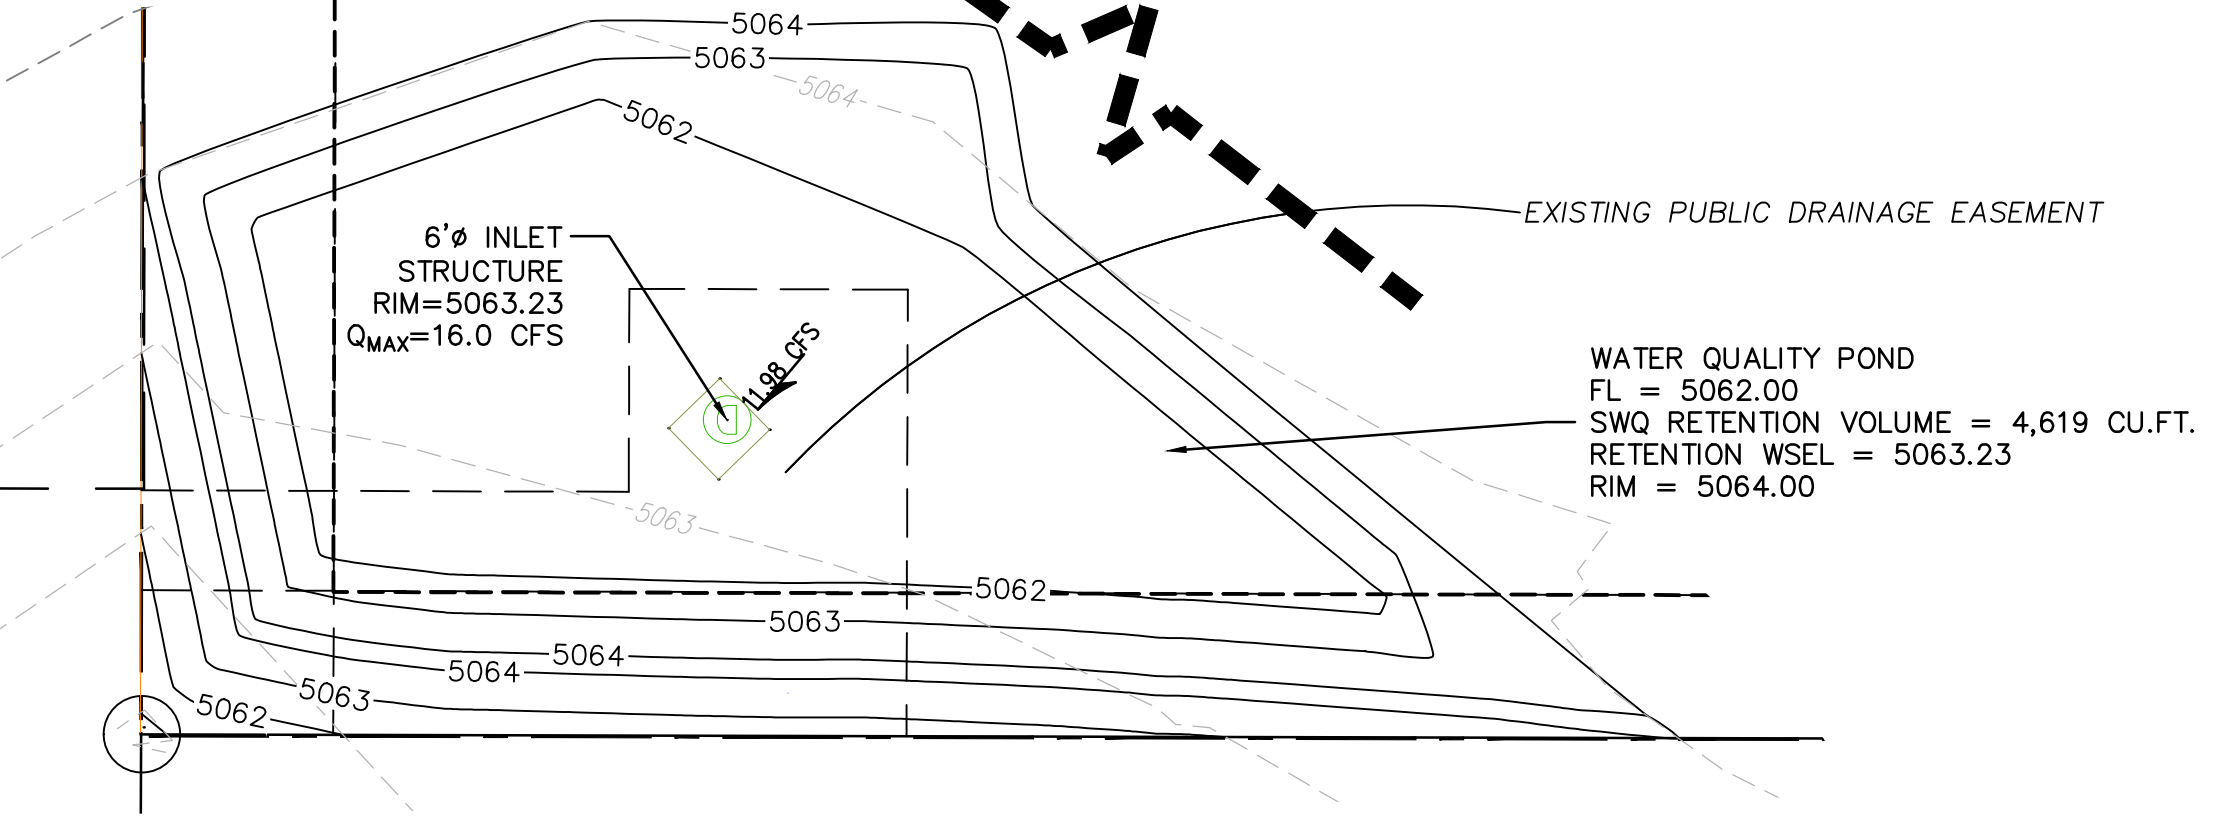 5064
5063
5064
5062
EXISTING PUBLIC DRAINAGE EASEMENT
6'ø INLET
STRUCTURE
RIM=5063.23
QMAX=16.0 CFS
11.98 CFS
D
WATER QUALITY POND
FL = 5062.00
SWQ RETENTION VOLUME = 4,619 CU.FT.
RETENTION WSEL = 5063.23
RIM = 5064.00
5063
5062
5063
5064
5064
5063
5062